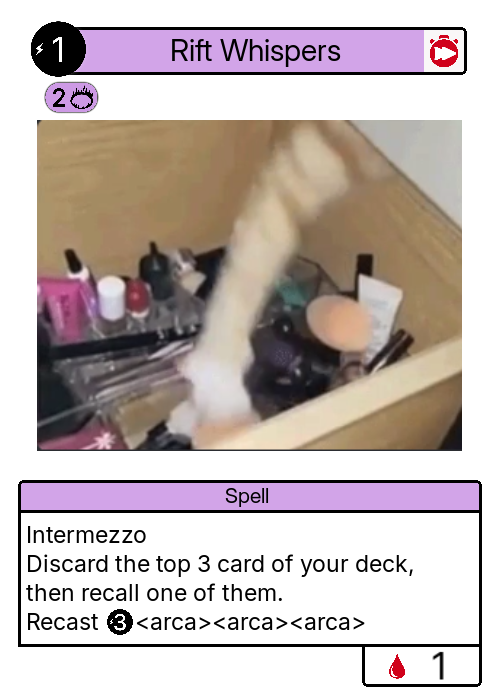 1
Rift Whispers
2
Spell
Intermezzo
Discard the top 3 card of your deck,
then recall one of them.
Recast 3<arca><arca><arca>
1